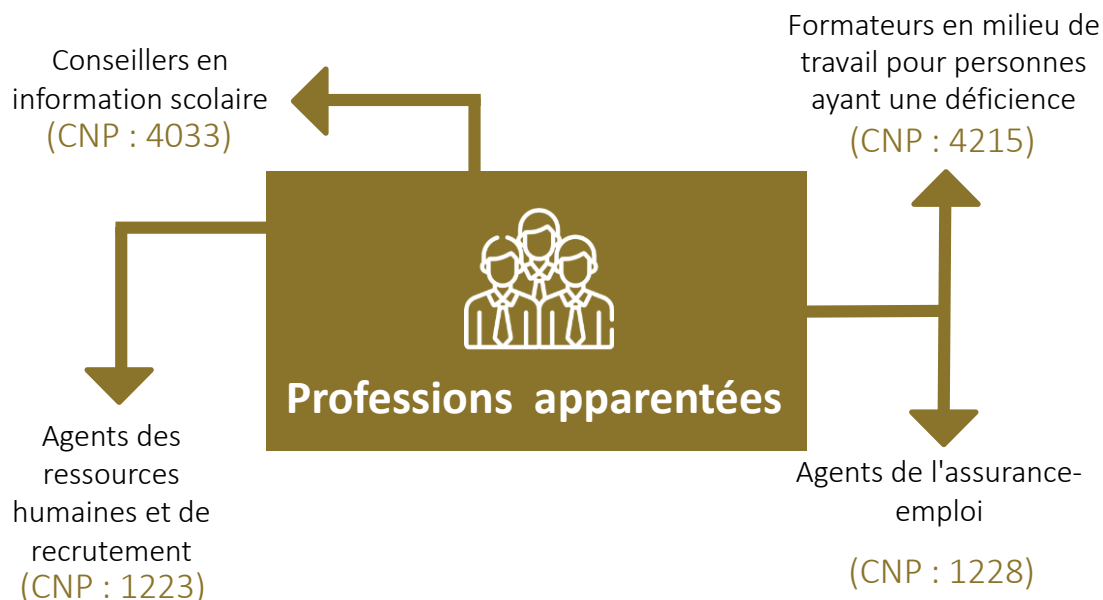 Conseillers en
information scolaire
(CNP : 4033)
Formateurs en milieu de
travail pour personnes
ayant une déficience
(CNP : 4215)
Professions apparentées
Agents des
ressources
humaines et de
recrutement
(CNP : 1223)
Agents de l'assurance-
emploi
(CNP : 1228)